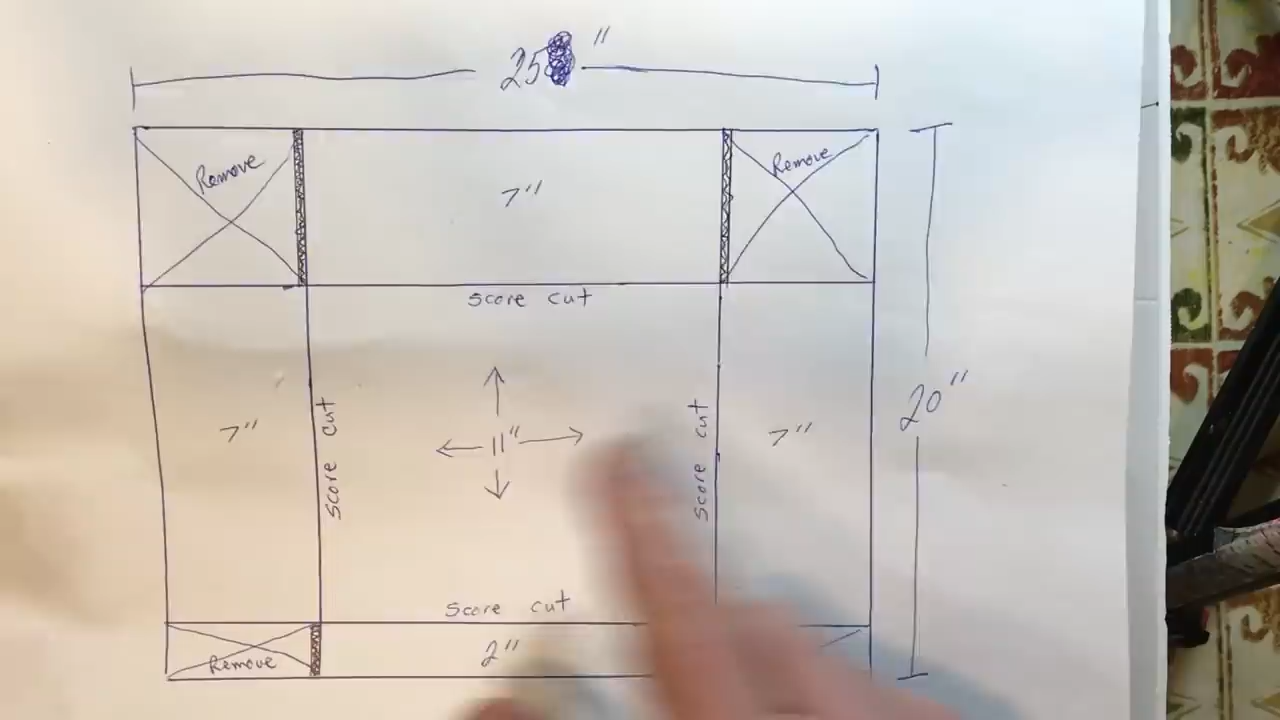 25"
Remove
7"
Remove
Score cut
7"
Score cut
11"
Score cut
7"
20"
Score cut
Remove
2"